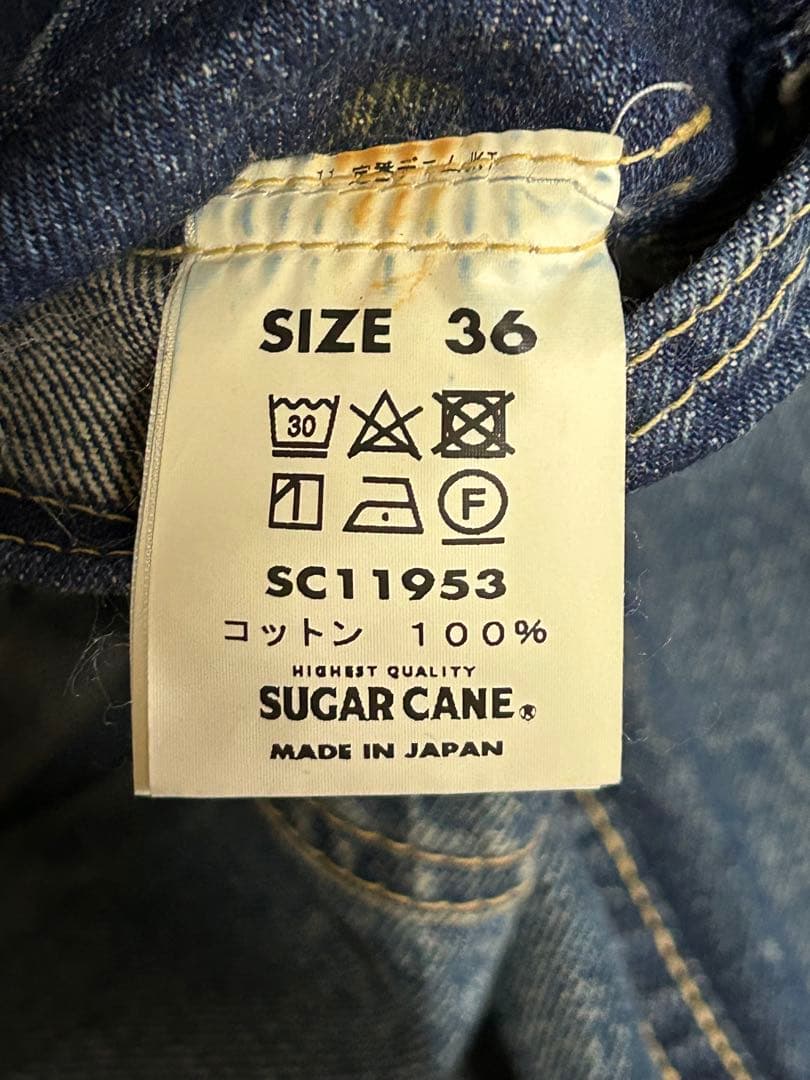 SIZE 36
30
F
SC11953
コットン 100%
HIGHEST QUALITY
SUGAR CANE®
MADE IN JAPAN